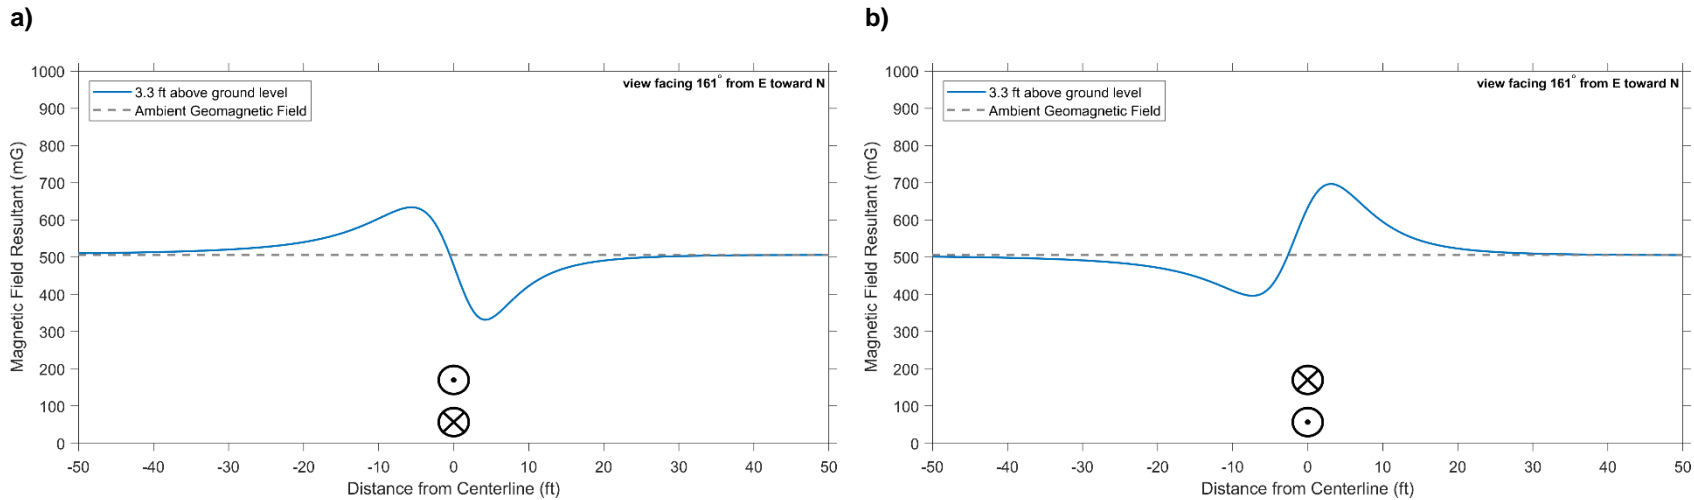 a)
view facing 161° from E toward N
3.3 ft above ground level
Ambient Geomagnetic Field
Magnetic Field Resultant (mG)
1000
900
800
700
600
500
400
300
200
100
0
-50 -40 -30 -20 -10 0 10 20 30 40 50
Distance from Centerline (ft)
b)
view facing 161° from E toward N
3.3 ft above ground level
Ambient Geomagnetic Field
Magnetic Field Resultant (mG)
1000
900
800
700
600
500
400
300
200
100
0
-50 -40 -30 -20 -10 0 10 20 30 40 50
Distance from Centerline (ft)